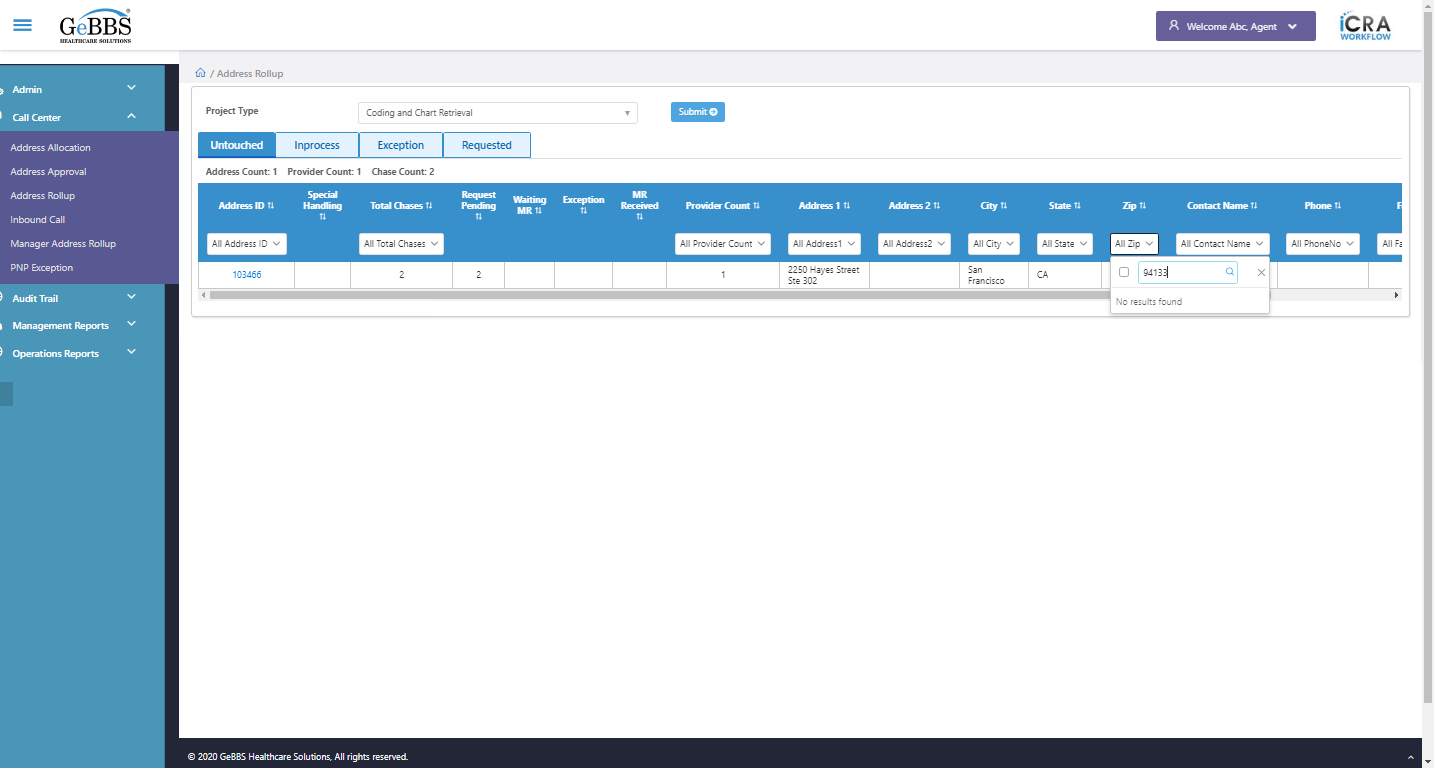 GeBBS
HEALTHCARE SOLUTIONS
Welcome Abc, Agent
iCRA
WORKFLOW
/ Address Rollup
Admin
Call Center
Address Allocation
Address Approval
Address Rollup
Inbound Call
Manager Address Rollup
PNP Exception
Audit Trail
Management Reports
Operations Reports
Project Type
Coding and Chart Retrieval
Submit
Untouched Inprocess Exception Requested
Address Count: 1 Provider Count: 1 Chase Count: 2
Address ID Special Handling Total Chases Request Pending Waiting MR Exception MR Received Provider Count Address 1 Address 2 City State Zip Contact Name Phone F
All Address ID All Total Chases All Provider Count All Address1 All Address2 All City All State All Zip All Contact Name All PhoneNo All Fa
103466 2 2 1 2250 Hayes Street San CA
Ste 302 Francisco
94133
No results found
© 2020 GeBBS Healthcare Solutions, All rights reserved.